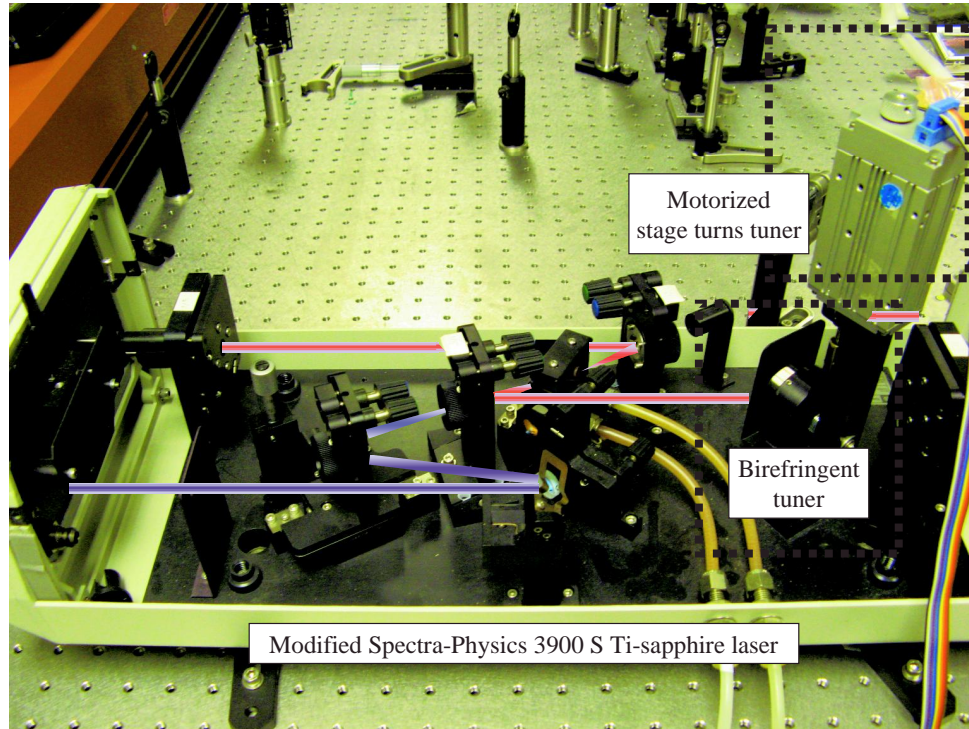 Motorized
stage turns tuner
Birefringent
tuner
Modified Spectra-Physics 3900 S Ti-sapphire laser